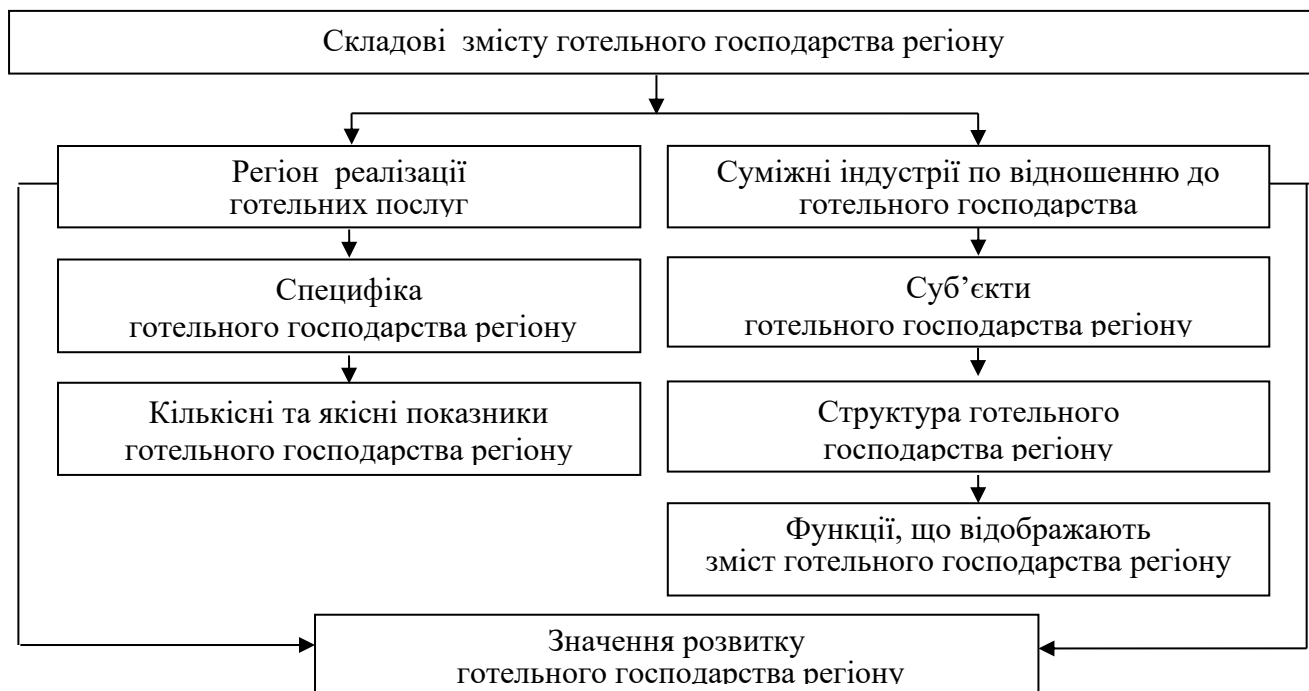 Складові змісту готельного господарства регіону
Регіон реалізації
готельних послуг
Суміжні індустрії по відношенню до
готельного господарства
Специфіка
готельного господарства регіону
Суб’єкти
готельного господарства регіону
Кількісні та якісні показники
готельного господарства регіону
Структура готельного
господарства регіону
Функції, що відображають
зміст готельного господарства регіону
Значення розвитку
готельного господарства регіону